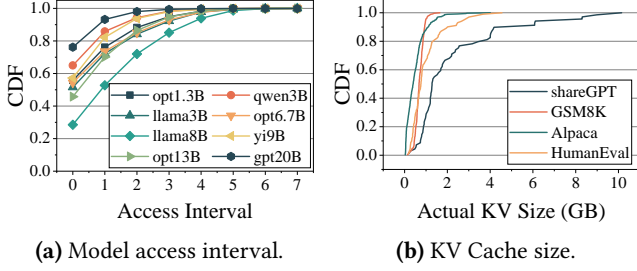 CDF
1.0
0.8
0.6
0.4
0.2
0.0
opt1.3B
llama3B
llama8B
opt13B
qwen3B
opt6.7B
yi9B
gpt20B
0 1 2 3 4 5 6 7
Access Interval
(a) Model access interval.
CDF
1.0
0.8
0.6
0.4
0.2
0.0
shareGPT
GSM8K
Alpaca
HumanEval
0 2 4 6 8 10
Actual KV Size (GB)
(b) KV Cache size.